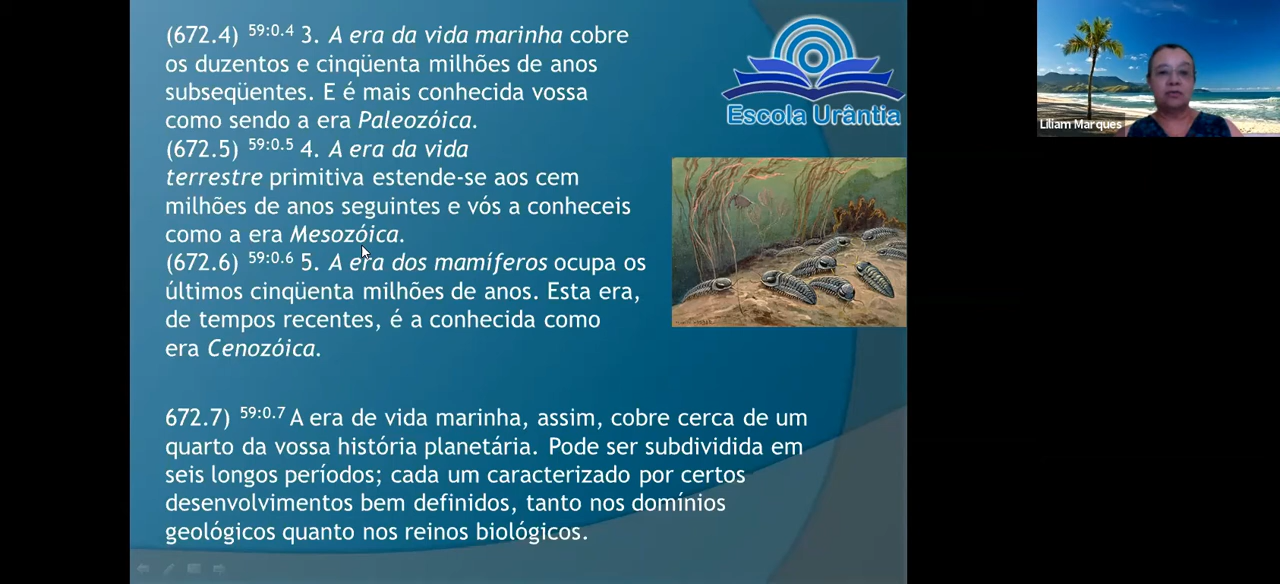 (672.4) 59:0.4 3. A era da vida marinha cobre
os duzentos e cinqüenta milhões de anos
subseqüentes. E é mais conhecida vossa
como sendo a era Paleozóica.
(672.5) 59:0.5 4. A era da vida
terrestre primitiva estende-se aos cem
milhões de anos seguintes e vós a conheceis
como a era Mesozóica.
(672.6) 59:0.6 5. A era dos mamíferos ocupa os
últimos cinqüenta milhões de anos. Esta era,
de tempos recentes, é a conhecida como
era Cenozóica.
672.7) 59:0.7 A era de vida marinha, assim, cobre cerca de um
quarto da vossa história planetária. Pode ser subdividida em
seis longos períodos; cada um caracterizado por certos
desenvolvimentos bem definidos, tanto nos domínios
geológicos quanto nos reinos biológicos.
Escola Urântia
Liliam Marques